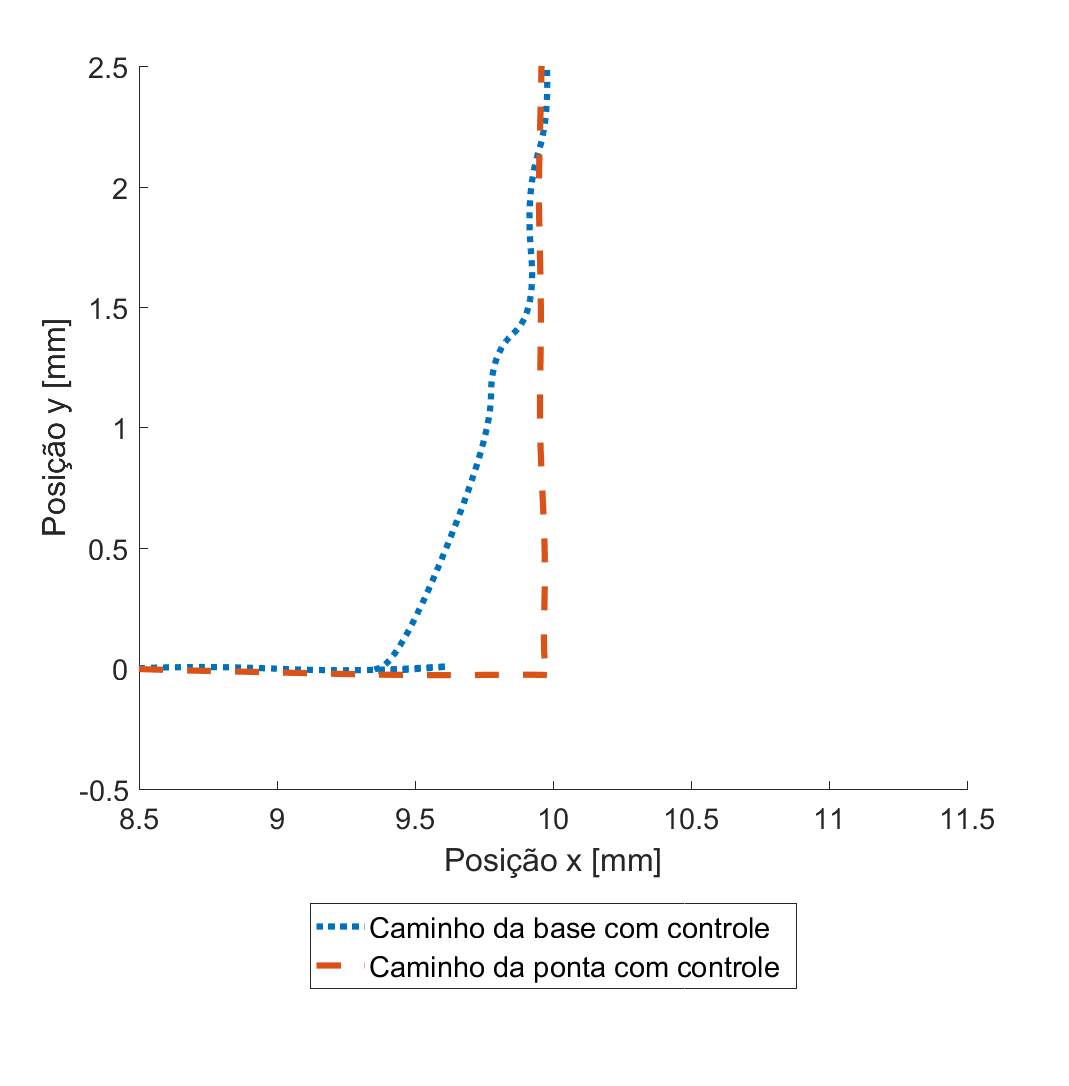 2.5
2
1.5
1
0.5
0
-0.5
Posição y [mm]
8.5 9 9.5 10 10.5 11 11.5
Posição x [mm]
Caminho da base com controle
Caminho da ponta com controle